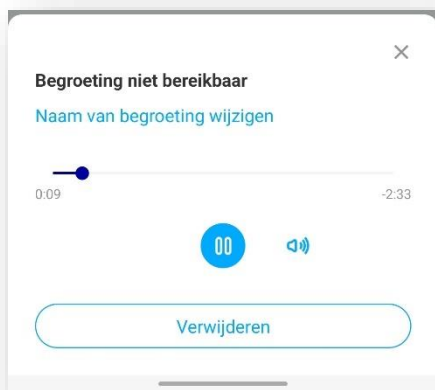 Begroeting niet bereikbaar
Naam van begroeting wijzigen
0:09 -2:33
Verwijderen